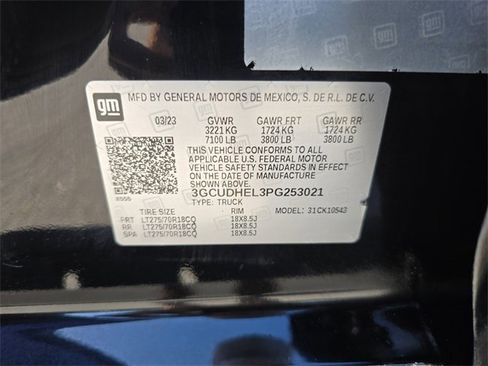 gm
MFD BY GENERAL MOTORS DE MEXICO, S. DE R.L. DE C.V.
03/23 GVWR GAWR FRT GAWR RR
3221 KG 1724 KG 1724 KG
7100 LB 3800 LB 3800 LB
THIS VEHICLE CONFORMS TO ALL
APPLICABLE U.S. FEDERAL MOTOR
VEHICLE SAFETY STANDARDS IN EFFECT
ON THE DATE OF MANUFACTURE SHOWN ABOVE.
3GCUDHEL3PG253021
TYPE: TRUCK
TIRE SIZE RIM MODEL: 31CK10543
FRT LT275/70R18CQ 18X8.5J
RR LT275/70R18CQ 18X8.5J
SPA LT275/70R18CQ 18X8.5J